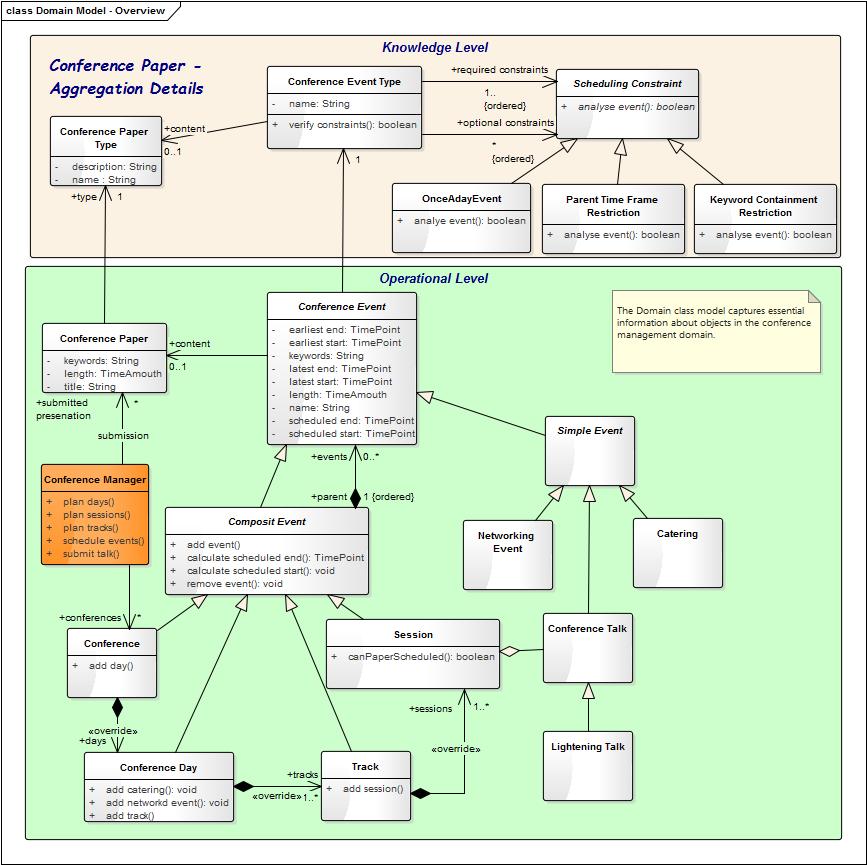 class Domain Model - Overview
Knowledge Level
Conference Paper -
Aggregation Details
Conference Event Type
- name: String
+ verify constraints(): boolean
+required constraints
1..
{ordered}
+optional constraints
*
{ordered}
Scheduling Constraint
+ analyse event(): boolean
Conference Paper
Type
- description: String
- name : String
+content
0..1
+type 1
1
OnceAdayEvent
+ analye event(): boolean
Parent Time Frame
Restriction
+ analyse event(): boolean
Keyword Containment
Restriction
+ analyse event(): boolean
Operational Level
Conference Event
- earliest end: TimePoint
- earliest start: TimePoint
- keywords: String
- latest end: TimePoint
- latest start: TimePoint
- length: TimeAmouth
- name: String
- scheduled end: TimePoint
- scheduled start: TimePoint
The Domain class model captures essential
information about objects in the conference
management domain.
Conference Paper
- keywords: String
- length: TimeAmouth
- title: String
+content
0..1
+submitted
presenation
*
submission
Simple Event
+events 0..*
+parent 1 {ordered}
Conference Manager
+ plan days()
+ plan sessions()
+ plan tracks()
+ schedule events()
+ submit talk()
Composit Event
+ add event()
+ calculate scheduled end(): TimePoint
+ calculate scheduled start(): void
+ remove event(): void
Networking
Event
Catering
+conferences *
Conference
+ add day()
Session
+ canPaperScheduled(): boolean
Conference Talk
«override»
+days
+sessions 1..*
«override»
Lightening Talk
Conference Day
+ add catering(): void
+ add networkd event(): void
+ add track()
+tracks
«override» 1..*
Track
+ add session()